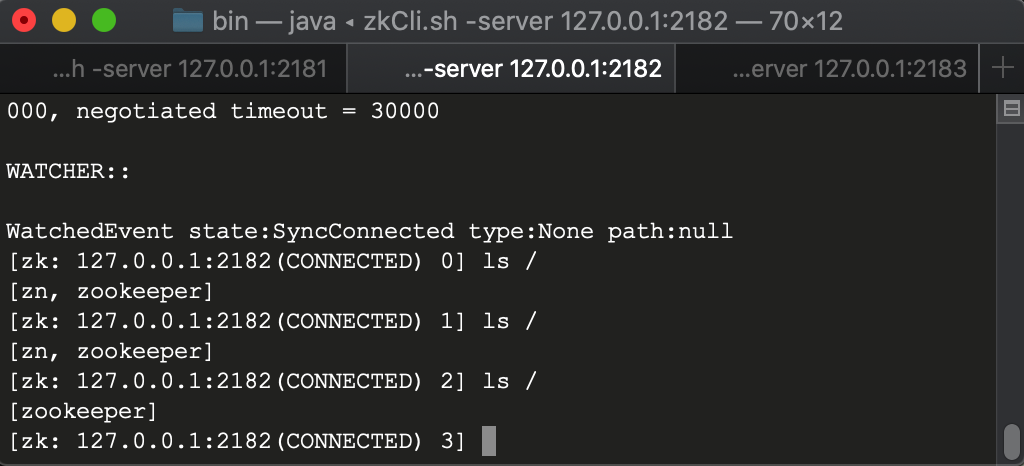 bin — java ◂ zkCli.sh -server 127.0.0.1:2182 — 70×12
...h -server 127.0.0.1:2181
...-server 127.0.0.1:2182
...erver 127.0.0.1:2183
000, negotiated timeout = 30000
WATCHER::
WatchedEvent state:SyncConnected type:None path:null
[zk: 127.0.0.1:2182(CONNECTED) 0] ls /
[zn, zookeeper]
[zk: 127.0.0.1:2182(CONNECTED) 1] ls /
[zn, zookeeper]
[zk: 127.0.0.1:2182(CONNECTED) 2] ls /
[zookeeper]
[zk: 127.0.0.1:2182(CONNECTED) 3]